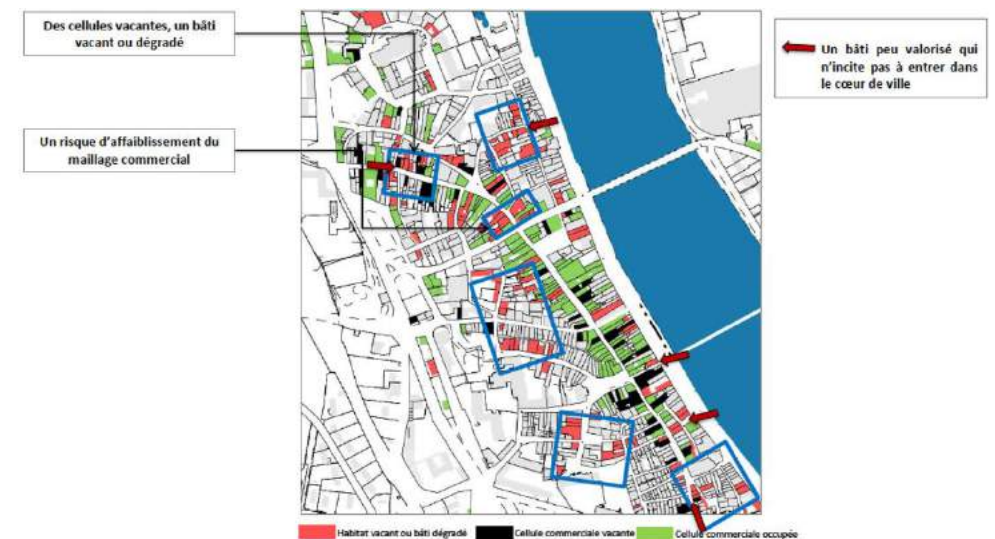 Des cellules vacantes, un bâti
vacant ou dégradé
Un bâti peu valorisé qui
n'incite pas à entrer dans
le cœur de ville
Un risque d'affaiblissement du
maillage commercial
Habitat vacant ou bâti dégradé
Cellule commerciale vacante
Cellule commerciale occupée